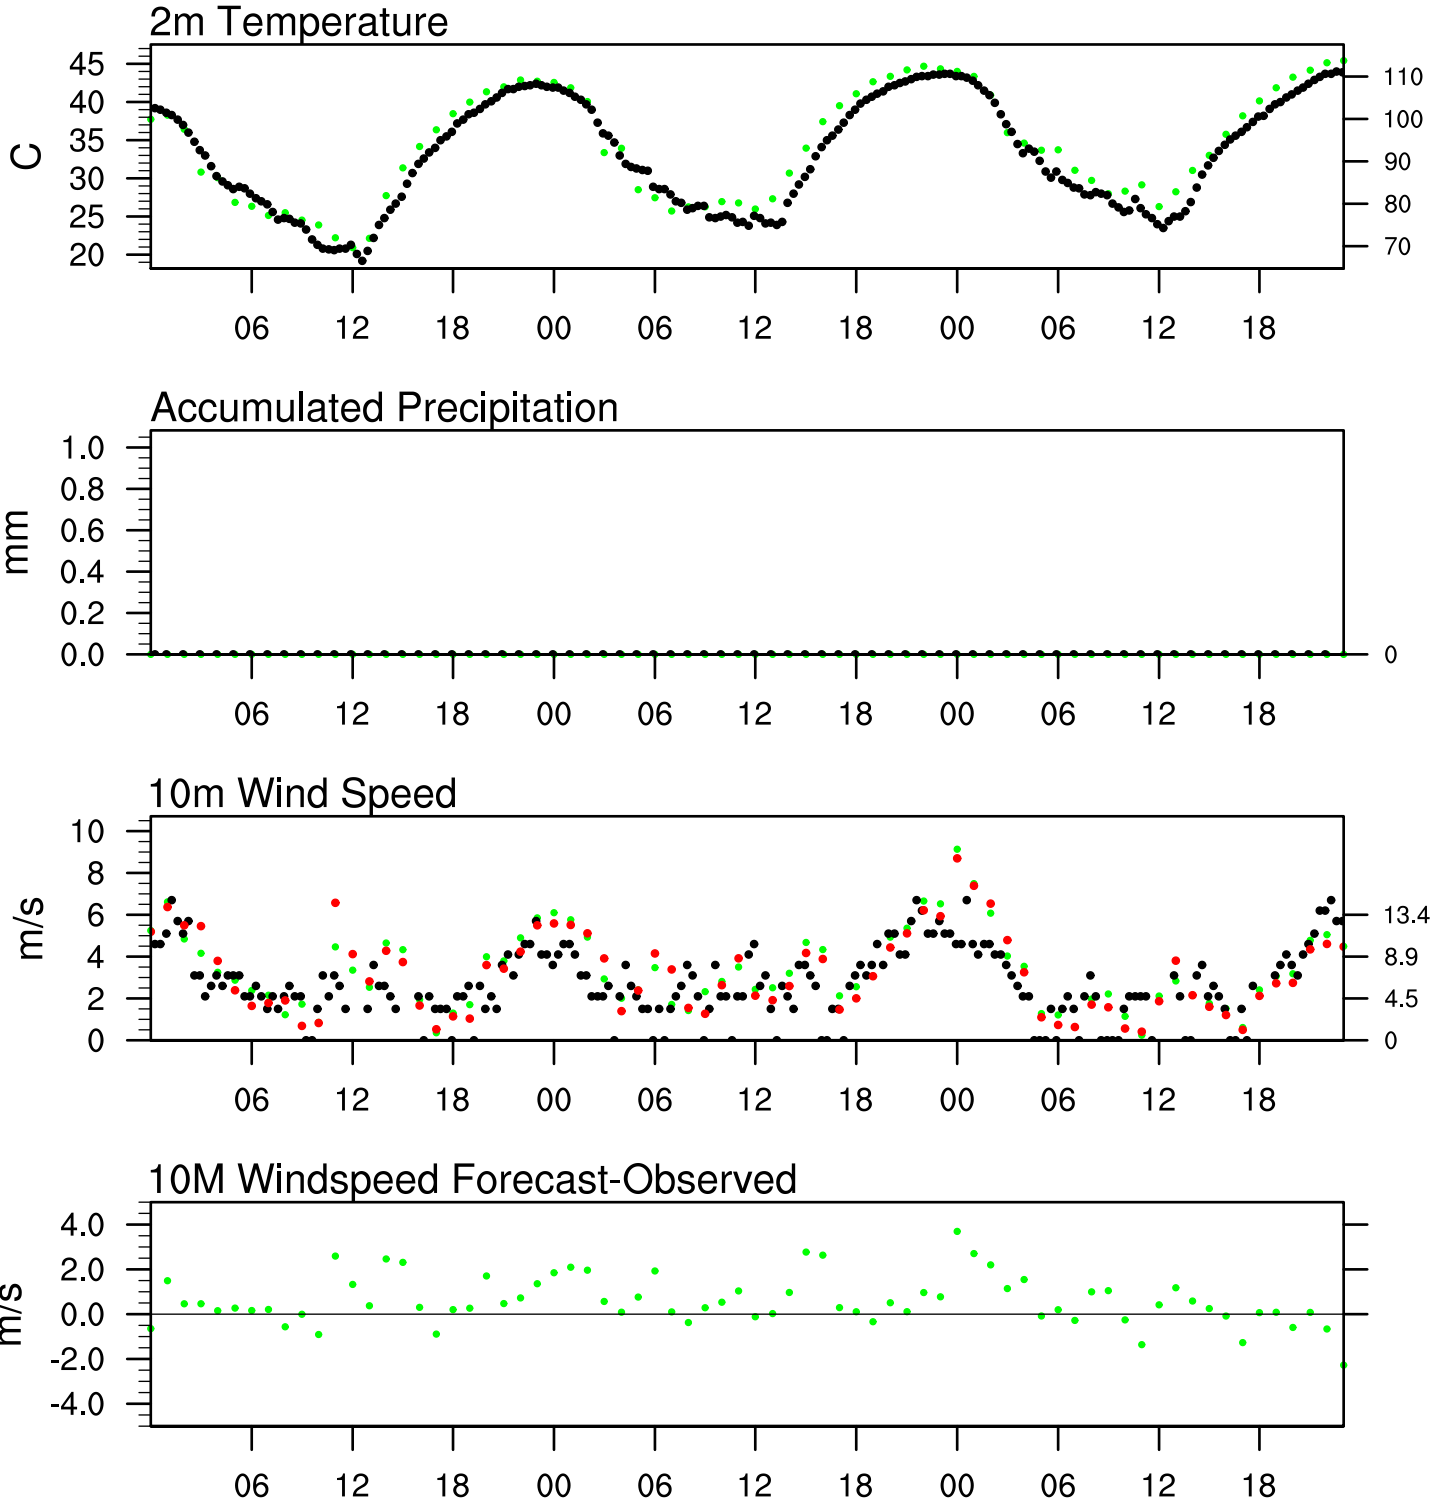 2m Temperature
45
40
35
30
25
20
C
110
100
90
80
70
06 12 18 00 06 12 18 00 06 12 18
Accumulated Precipitation
1.0
0.8
0.6
0.4
0.2
0.0
mm
0
06 12 18 00 06 12 18 00 06 12 18
10m Wind Speed
10
8
6
4
2
0
m/s
13.4
8.9
4.5
0
06 12 18 00 06 12 18 00 06 12 18
10M Windspeed Forecast-Observed
4.0
2.0
0.0
-2.0
-4.0
m/s
06 12 18 00 06 12 18 00 06 12 18